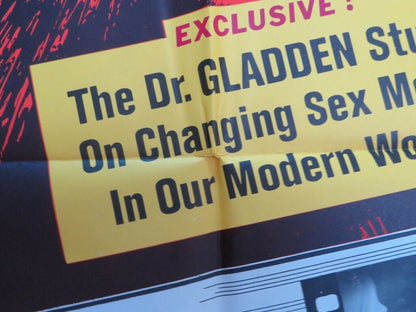 EXCLUSIVE!
The Dr. GLADDEN Stu
On Changing Sex M
In Our Modern Wo